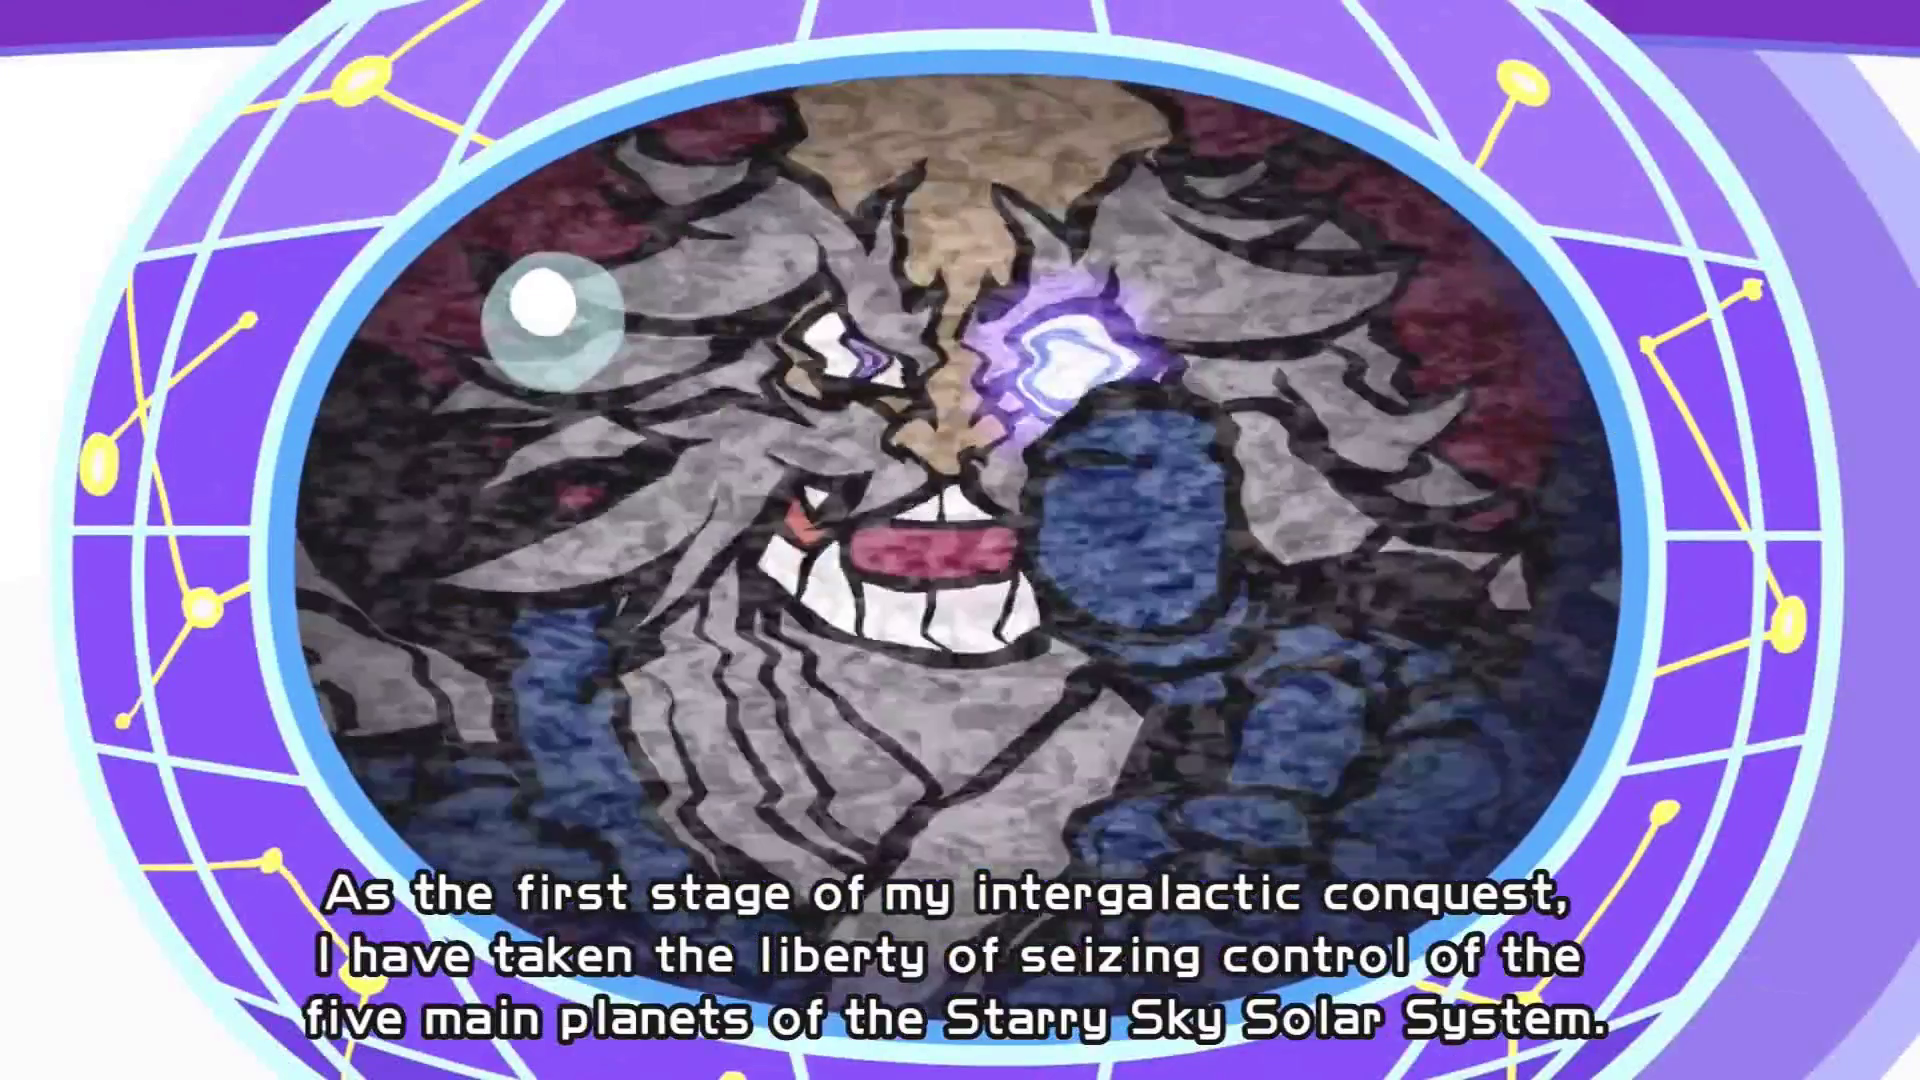 As the first stage of my intergalactic conquest,
I have taken the liberty of seizing control of the
five main planets of the Starry Sky Solar System.